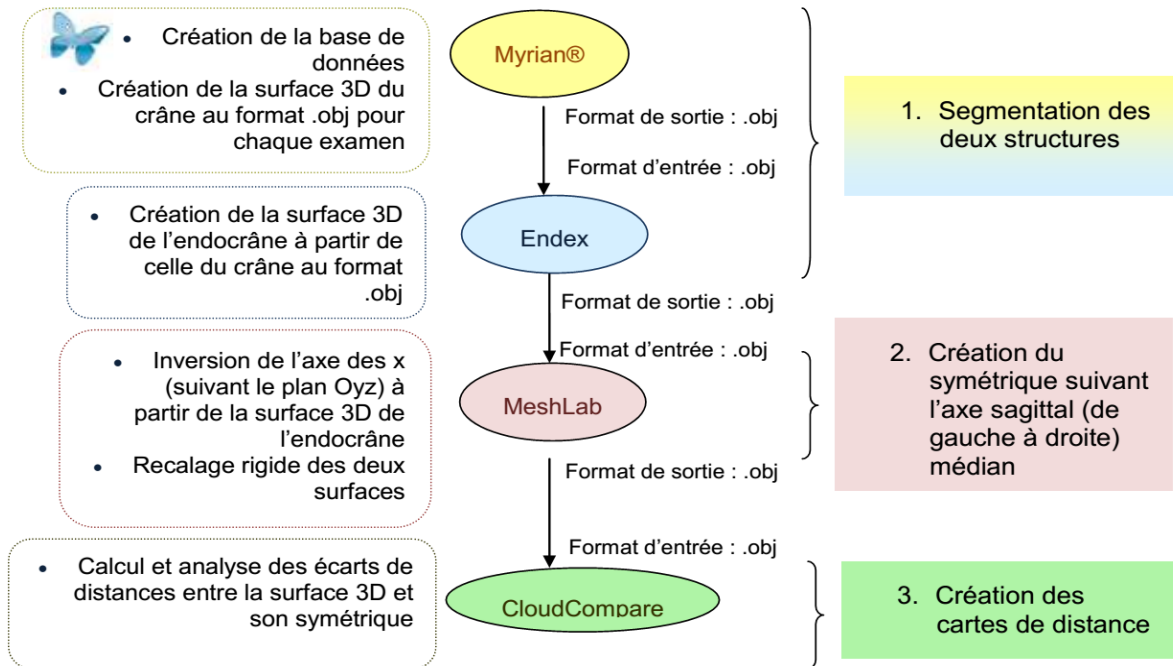 Création de la base de
données
Création de la surface 3D du
crâne au format .obj pour
chaque examen
Myrian®
Format de sortie : .obj
Format d'entrée : .obj
1. Segmentation des
deux structures
Création de la surface 3D
de l'endocrâne à partir de
celle du crâne au format
.obj
Endex
Format de sortie : .obj
Format d'entrée : .obj
Inversion de l'axe des x
(suivant le plan Oyz) à
partir de la surface 3D de
l'endocrâne
Recalage rigide des deux
surfaces
MeshLab
Format de sortie : .obj
Format d'entrée : .obj
2. Création du
symétrique suivant
l'axe sagittal (de
gauche à droite)
médian
Calcul et analyse des écarts de
distances entre la surface 3D et
son symétrique
CloudCompare
3. Création des
cartes de distance